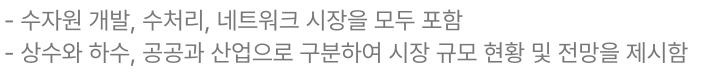 - 수자원 개발, 수처리, 네트워크 시장을 모두 포함
- 상수와 하수, 공공과 산업으로 구분하여 시장 규모 현황 및 전망을 제시함